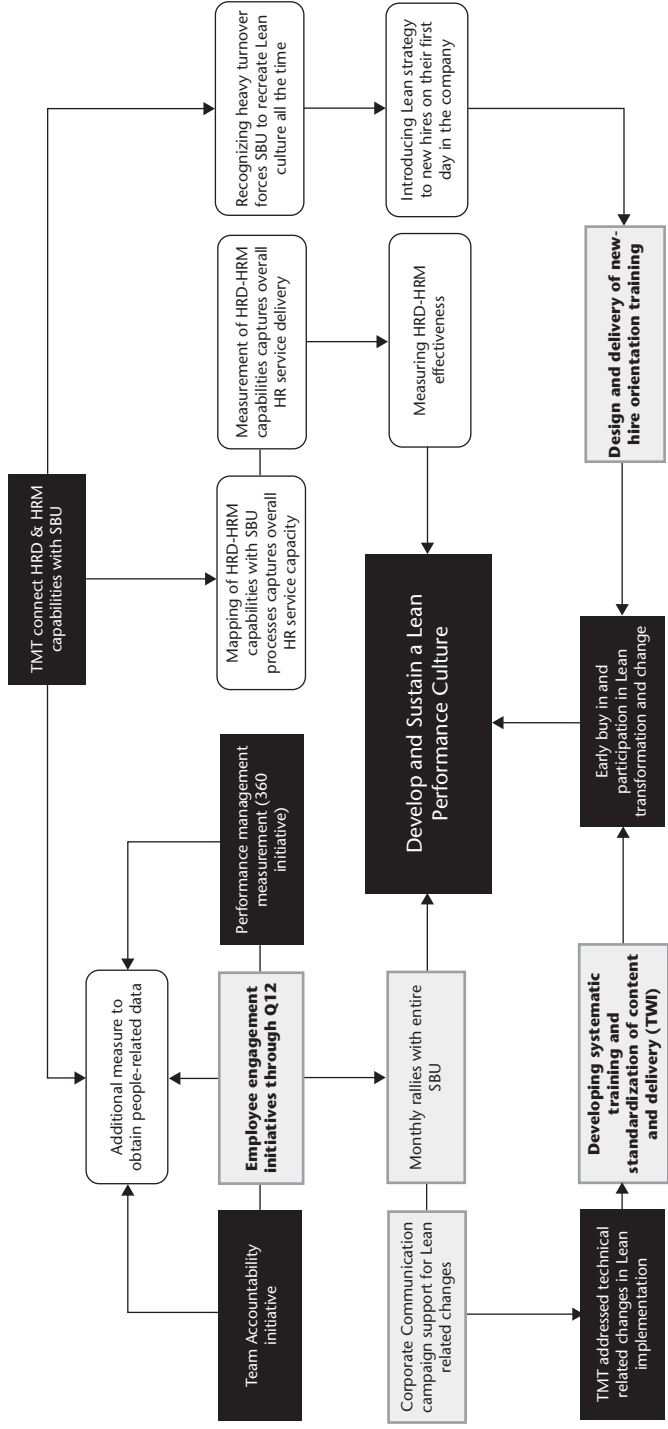 TMT connect HRD & HRM
capabilities with SBU
Additional measure to
obtain people-related data
Team Accountability
initiative
Employee engagement
initiatives through Q12
Performance management
measurement (360
initiative)
Mapping of HRD-HRM
capabilities with SBU
processes captures overall
HR service capacity
Measurement of HRD-HRM
capabilities captures overall
HR service delivery
Recognizing heavy turnover
forces SBU to recreate Lean
culture all the time
Corporate Communication
campaign support for Lean
related changes
Monthly rallies with entire
SBU
Develop and Sustain a Lean
Performance Culture
Measuring HRD-HRM
effectiveness
Introducing Lean strategy
to new hires on their first
day in the company
TMT addressed technical
related changes in Lean
implementation
Developing systematic
training and
standardization of content
and delivery (TWI)
Early buy in and
participation in Lean
transformation and change
Design and delivery of new-
hire orientation training